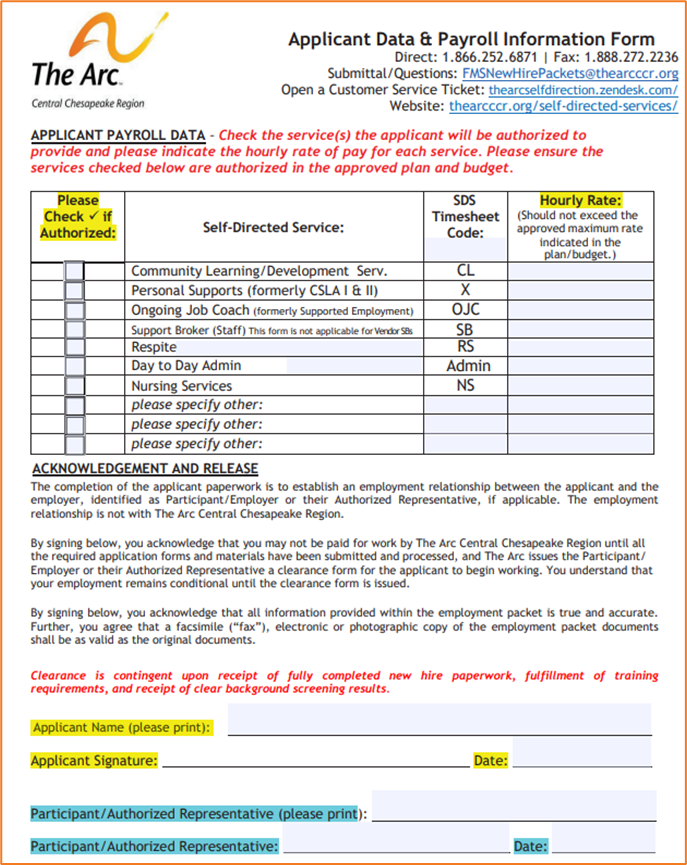 The Arc
Central Chesapeake Region
Applicant Data & Payroll Information Form
Direct: 1.866.252.6871 | Fax: 1.888.272.2236
Submittal/Questions: FMSNewHirePackets@thearcccr.org
Open a Customer Service Ticket: thearcselfdirection.zendesk.com/
Website: thearcccr.org/self-directed-services/
APPLICANT PAYROLL DATA - Check the service(s) the applicant will be authorized to
provide and please indicate the hourly rate of pay for each service. Please ensure the
services checked below are authorized in the approved plan and budget.
Please
Check ✓ if
Authorized:
Self-Directed Service:
SDS
Timesheet
Code:
Hourly Rate:
(Should not exceed the
approved maximum rate
indicated in the
plan/budget.)
Community Learning/Development Serv. CL
Personal Supports (formerly CSLA I & II) X
Ongoing Job Coach (formerly Supported Employment) OJC
Support Broker (Staff) This form is not applicable for Vendor SBs SB
Respite RS
Day to Day Admin Admin
Nursing Services NS
please specify other:
please specify other:
please specify other:
ACKNOWLEDGEMENT AND RELEASE
The completion of the applicant paperwork is to establish an employment relationship between the applicant and the
employer, identified as Participant/Employer or their Authorized Representative, if applicable. The employment
relationship is not with The Arc Central Chesapeake Region.
By signing below, you acknowledge that you may not be paid for work by The Arc Central Chesapeake Region until all
the required application forms and materials have been submitted and processed, and The Arc issues the Participant/
Employer or their Authorized Representative a clearance form for the applicant to begin working. You understand that
your employment remains conditional until the clearance form is issued.
By signing below, you acknowledge that all information provided within the employment packet is true and accurate.
Further, you agree that a facsimile (“fax”), electronic or photographic copy of the employment packet documents
shall be as valid as the original documents.
Clearance is contingent upon receipt of fully completed new hire paperwork, fulfillment of training
requirements, and receipt of clear background screening results.
Applicant Name (please print):
Applicant Signature: Date:
Participant/Authorized Representative (please print):
Participant/Authorized Representative: Date: